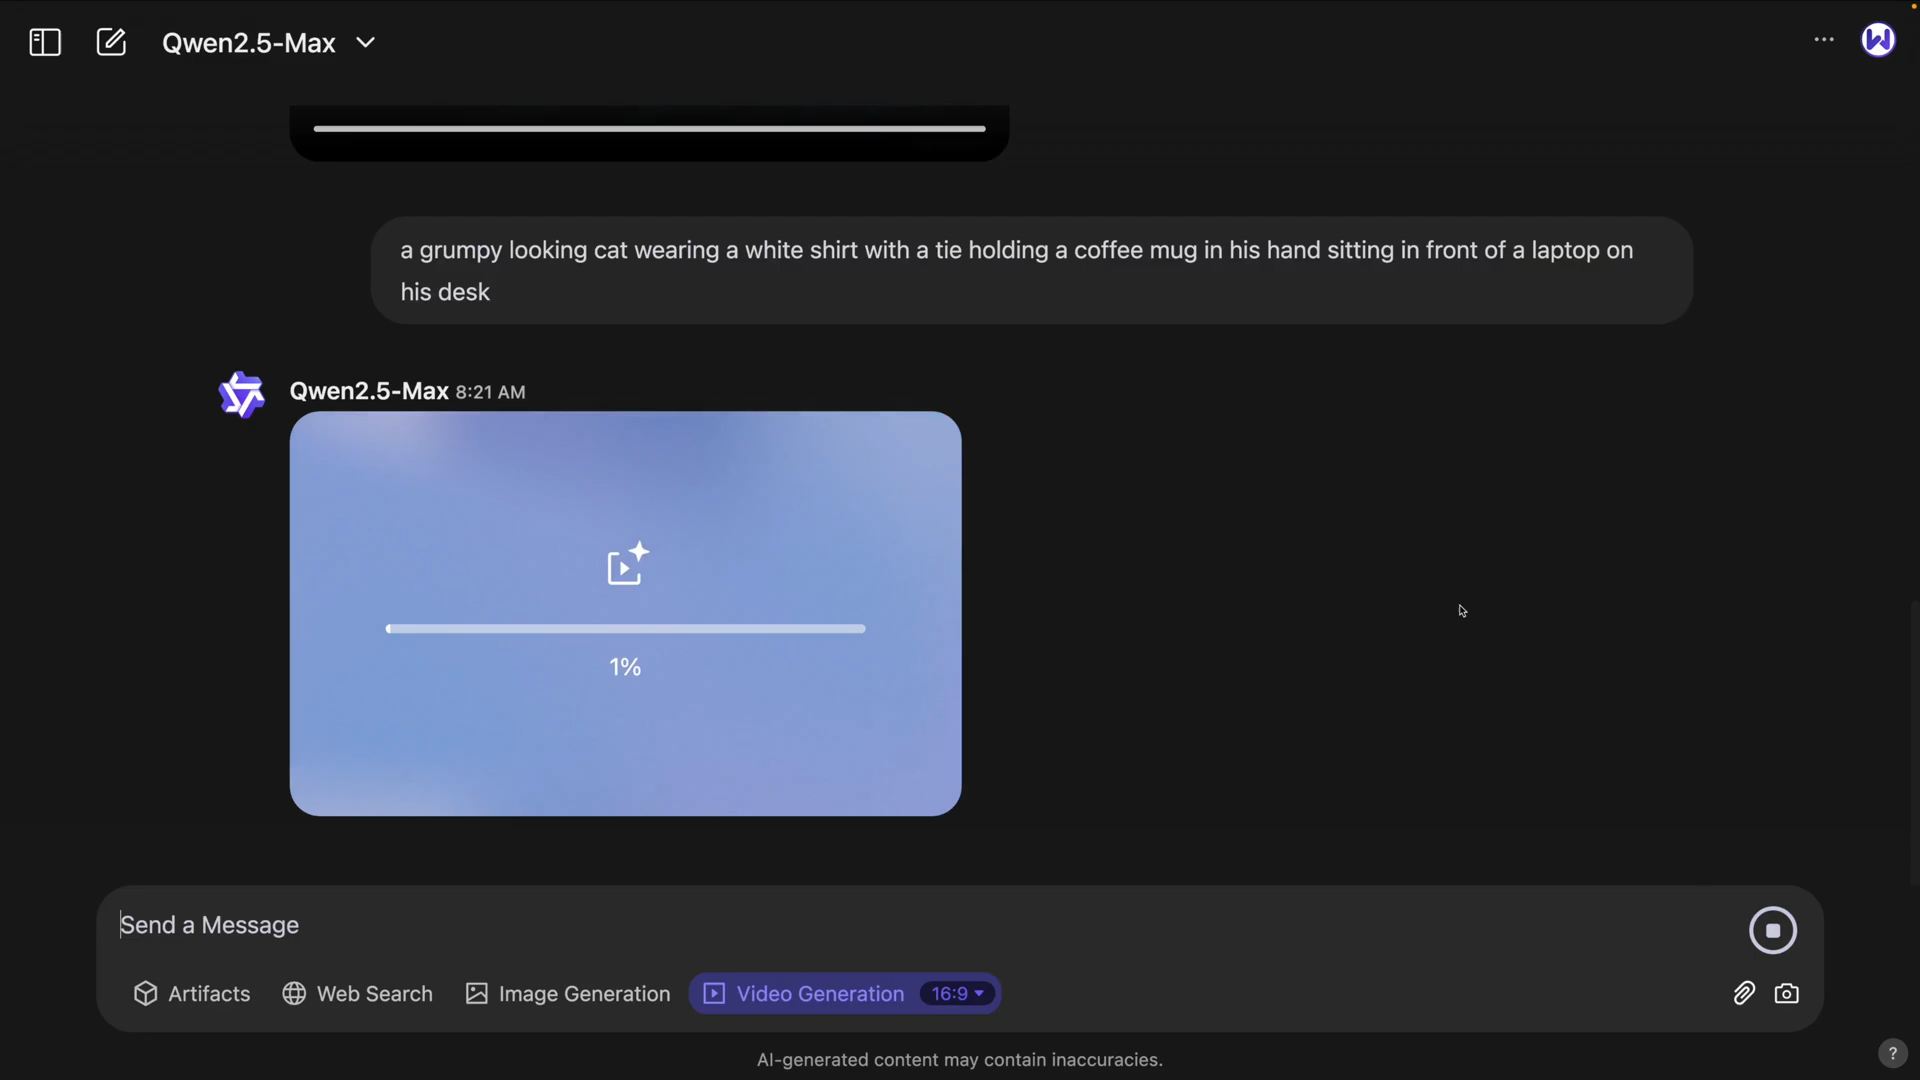 Qwen2.5-Max
a grumpy looking cat wearing a white shirt with a tie holding a coffee mug in his hand sitting in front of a laptop on
his desk
Qwen2.5-Max 8:21 AM
1%
Send a Message
Artifacts Web Search Image Generation Video Generation 16:9
AI-generated content may contain inaccuracies.
?